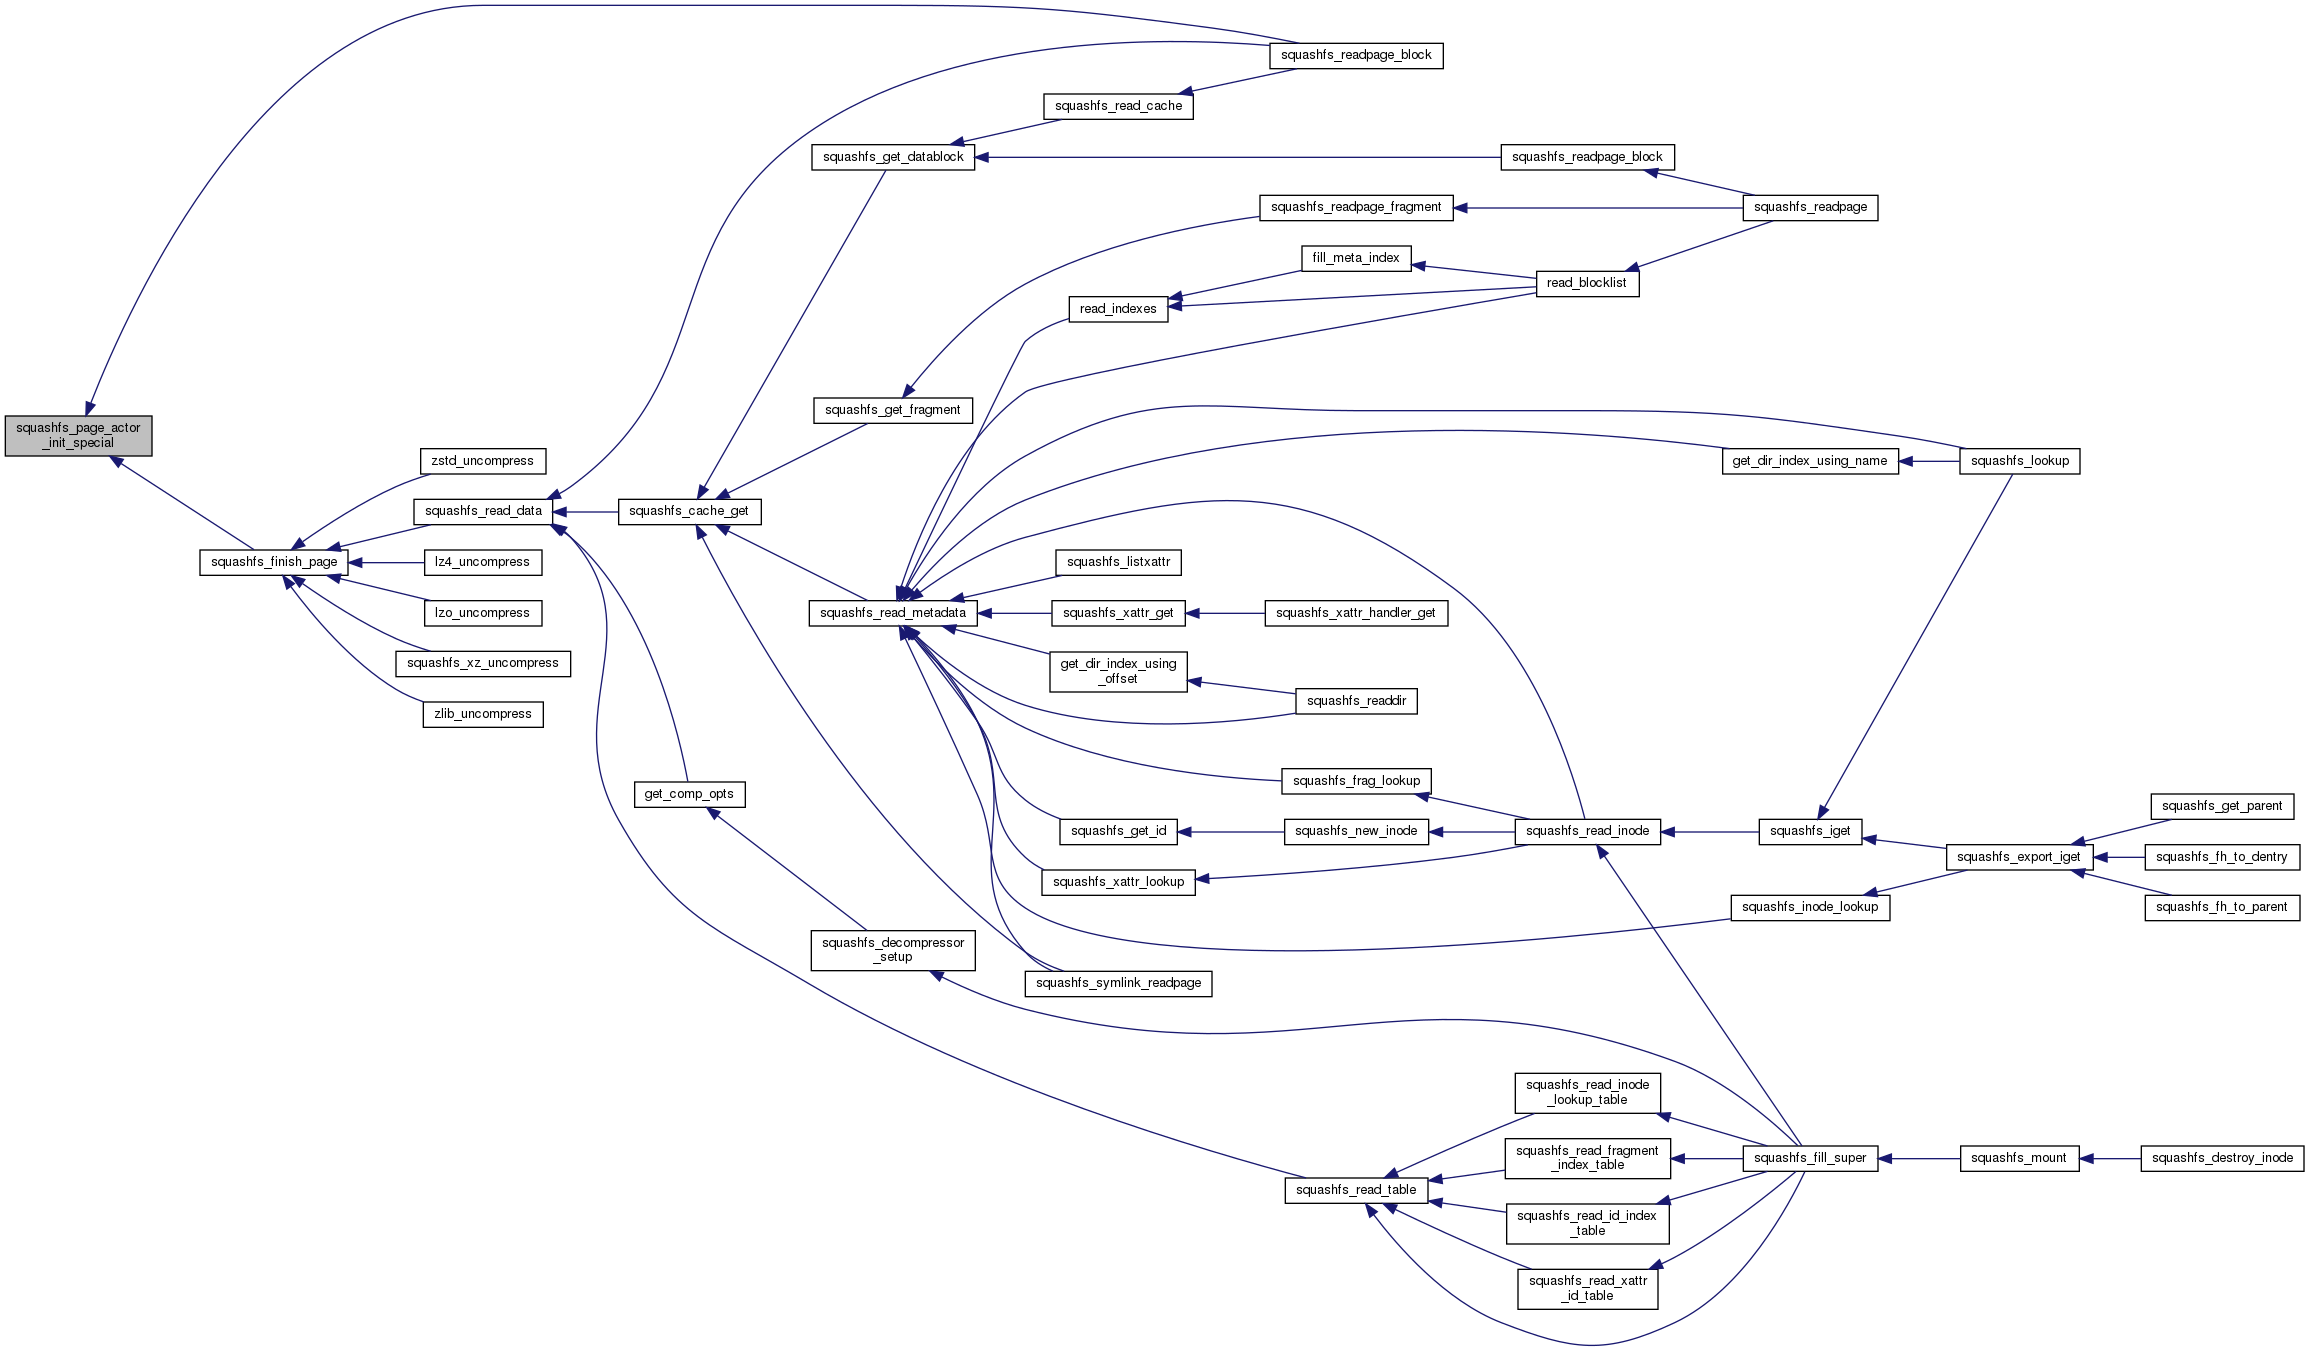 squashfs_readpage_block
squashfs_read_cache
squashfs_get_datablock
squashfs_readpage_block
squashfs_readpage_fragment
squashfs_readpage
fill_meta_index
read_blocklist
read_indexes
squashfs_page_actor
_init_special
squashfs_get_fragment
zstd_uncompress
get_dir_index_using_name
squashfs_lookup
squashfs_read_data
squashfs_cache_get
squashfs_finish_page
lz4_uncompress
squashfs_listxattr
lzo_uncompress
squashfs_read_metadata
squashfs_xattr_get
squashfs_xattr_handler_get
squashfs_xz_uncompress
get_dir_index_using
_offset
squashfs_readdir
zlib_uncompress
squashfs_frag_lookup
get_comp_opts
squashfs_get_parent
squashfs_get_id
squashfs_new_inode
squashfs_read_inode
squashfs_iget
squashfs_export_iget
squashfs_fh_to_dentry
squashfs_xattr_lookup
squashfs_inode_lookup
squashfs_fh_to_parent
squashfs_decompressor
_setup
squashfs_symlink_readpage
squashfs_read_inode
_lookup_table
squashfs_read_fragment
_index_table
squashfs_fill_super
squashfs_mount
squashfs_destroy_inode
squashfs_read_table
squashfs_read_id_index
_table
squashfs_read_xattr
_id_table